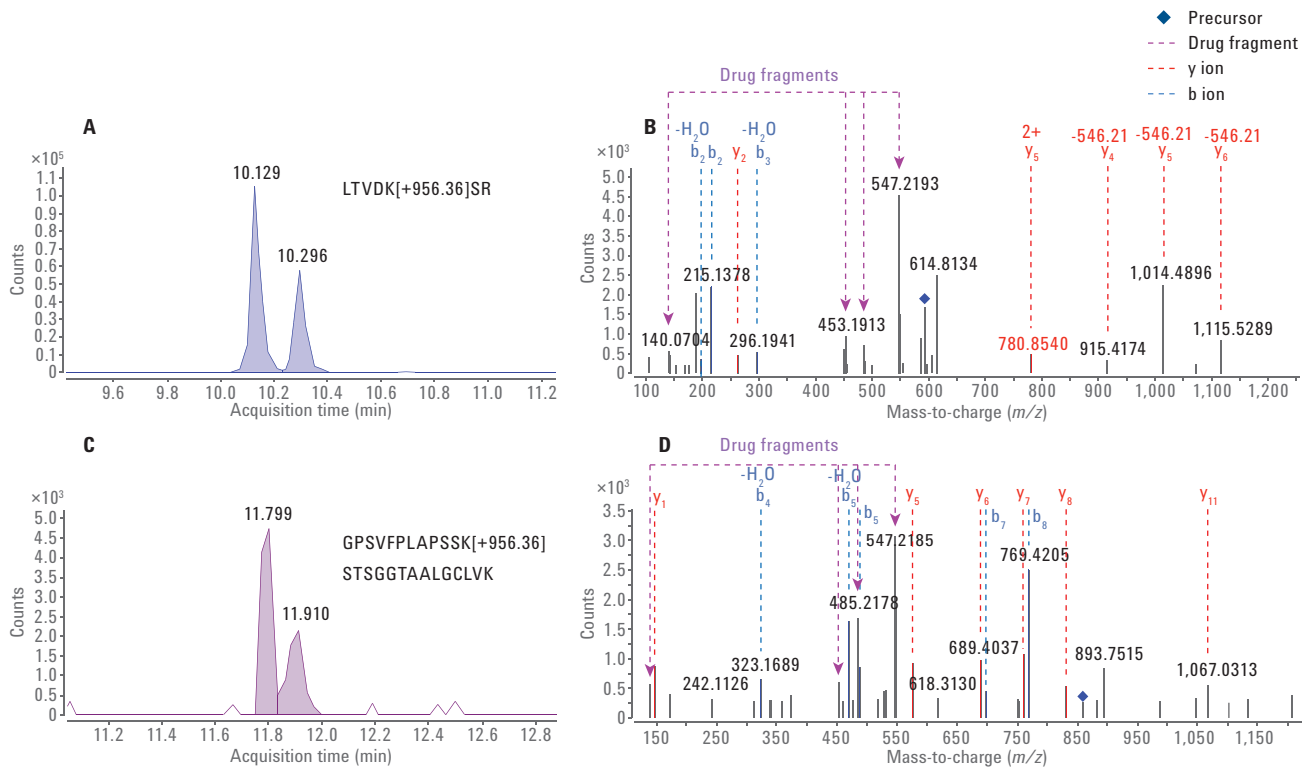 Precursor
Drug fragment
y ion
b ion
A
×10⁵
1.1
1.0
0.9
0.8
0.7
0.6
0.5
0.4
0.3
0.2
0.1
0
Counts
10.129
10.296
LTVDK[+956.36]SR
9.6 9.8 10.0 10.2 10.4 10.6 10.8 11.0 11.2
Acquisition time (min)
B
Drug fragments
-H₂O -H₂O 2+ -546.21 -546.21 -546.21
b₂ b₂ y₂ b₃ y₅ y₄ y₅ y₆
×10³
5.0
4.5
4.0
3.5
3.0
2.5
2.0
1.5
1.0
0.5
0
Counts
140.0704
215.1378
296.1941
453.1913
547.2193
614.8134
780.8540
915.4174
1,014.4896
1,115.5289
100 200 300 400 500 600 700 800 900 1,000 1,100 1,200
Mass-to-charge (m/z)
C
×10³
5.0
4.5
4.0
3.5
3.0
2.5
2.0
1.5
1.0
0.5
0
Counts
11.799
11.910
GPSVFPLAPSSK[+956.36]
STSGGTAALGCLVK
11.2 11.4 11.6 11.8 12.0 12.2 12.4 12.6 12.8
Acquisition time (min)
D
Drug fragments
-H₂O -H₂O
y₁ b₄ b₅ b₅ y₅ y₆ b₇ y₇ b₈ y₈ y₁₁
×10³
3.5
3.0
2.5
2.0
1.5
1.0
0.5
0
Counts
242.1126
323.1689
485.2178
547.2185
618.3130
689.4037
769.4205
893.7515
1,067.0313
150 250 350 450 550 650 750 850 950 1,050 1,150
Mass-to-charge (m/z)